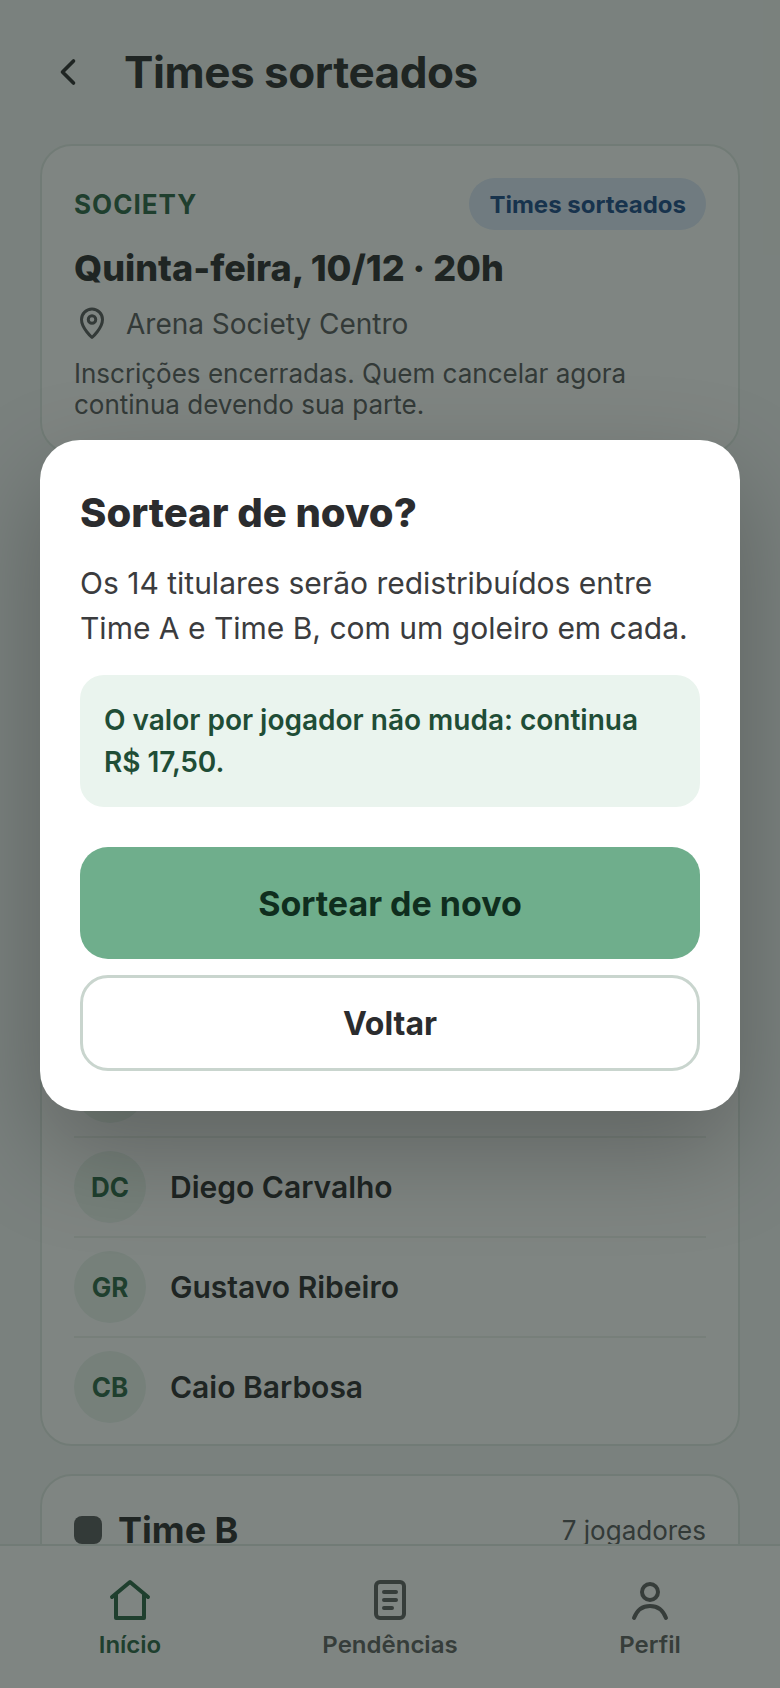 Times sorteados
SOCIETY
Times sorteados
Quinta-feira, 10/12 · 20h
Arena Society Centro
Inscrições encerradas. Quem cancelar agora
continua devendo sua parte.
Sortear de novo?
Os 14 titulares serão redistribuídos entre
Time A e Time B, com um goleiro em cada.
O valor por jogador não muda: continua
R$ 17,50.
Sortear de novo
Voltar
DC
Diego Carvalho
GR
Gustavo Ribeiro
CB
Caio Barbosa
Time B
7 jogadores
Início
Pendências
Perfil